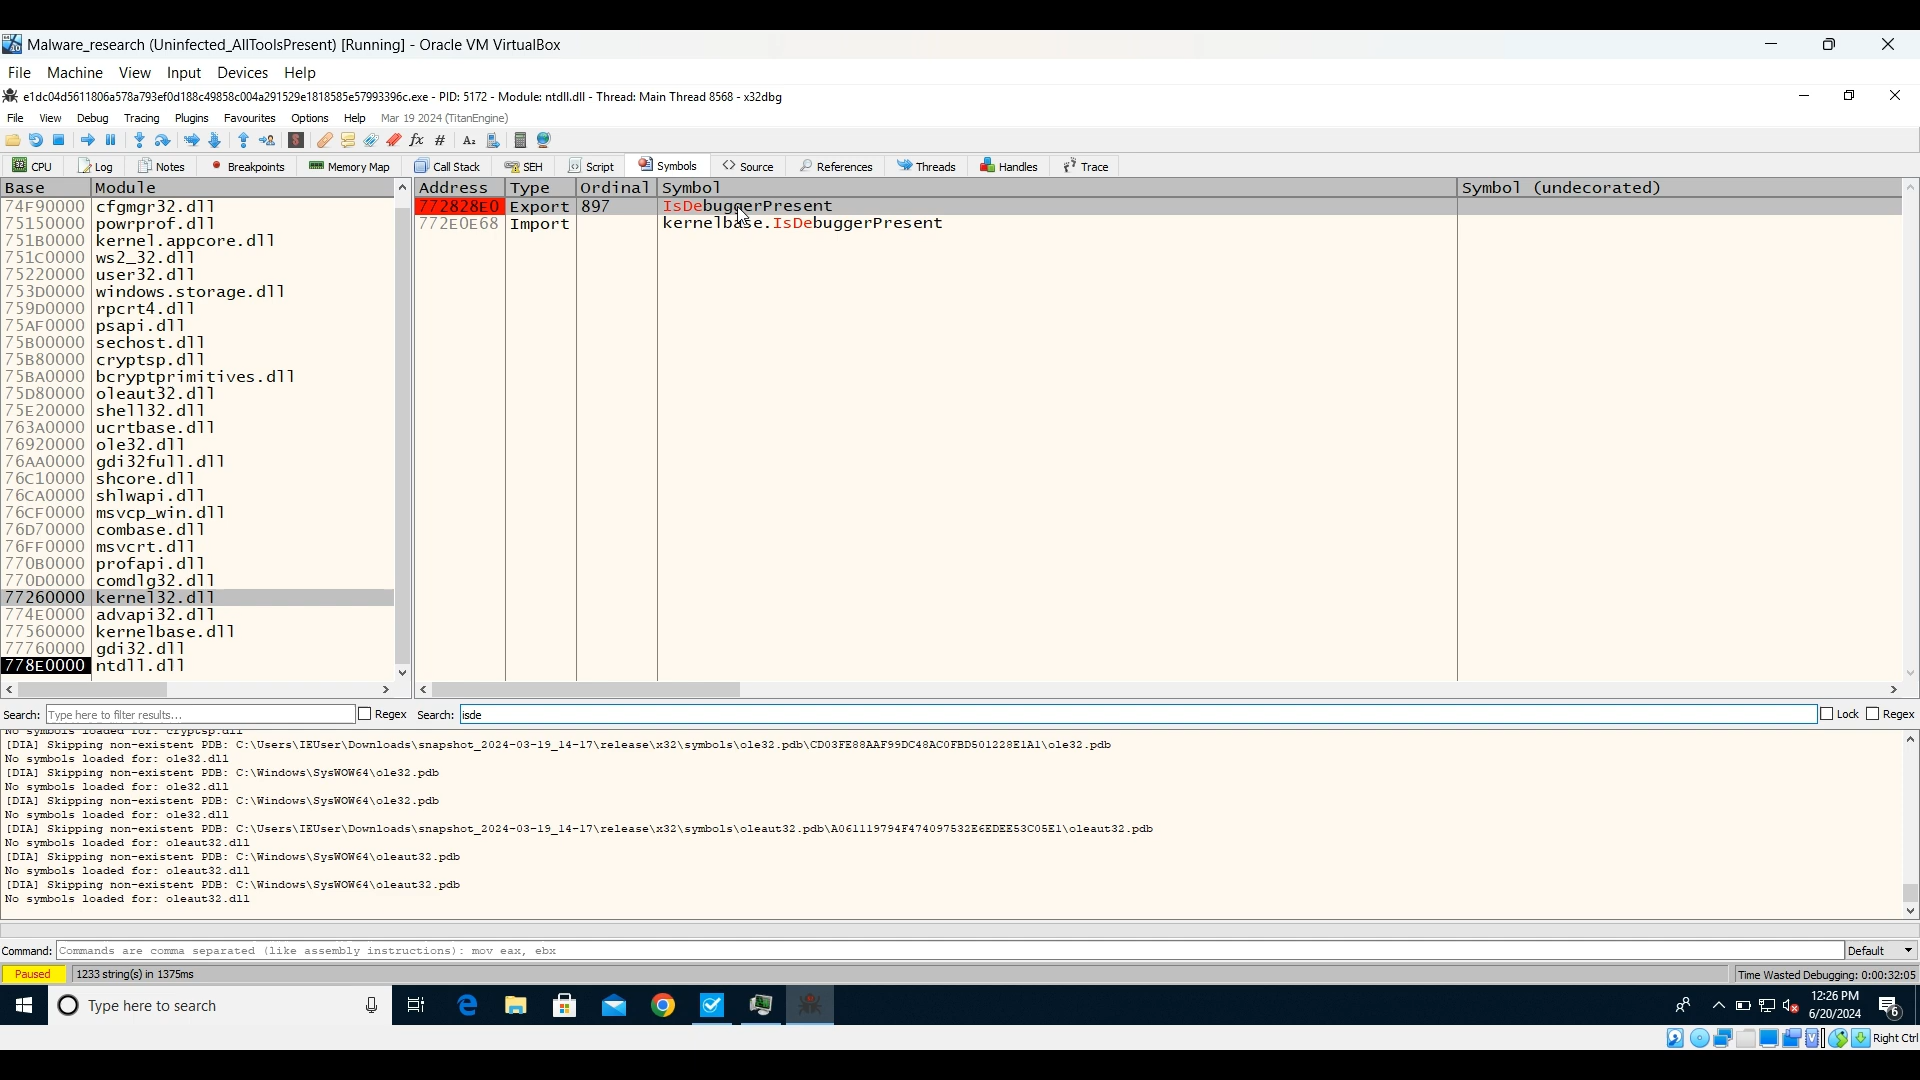 Malware_research (Uninfected_AllToolsPresent) [Running] - Oracle VM VirtualBox
File Machine View Input Devices Help
e1dc04d5611806a578a793ef0d188c49858c004a291529e1818585e57993396c.exe - PID: 5172 - Module: ntdll.dll - Thread: Main Thread 8568 - x32dbg
File View Debug Tracing Plugins Favourites Options Help Mar 19 2024 (TitanEngine)
CPU Log Notes Breakpoints Memory Map Call Stack SEH Script Symbols Source References Threads Handles Trace
Base Module Address Type Ordinal Symbol Symbol (undecorated)
74F90000 cfgmgr32.dll 772828E0 Export 897 IsDebuggerPresent
75150000 powrprof.dll 772E0E68 Import kernelbase.IsDebuggerPresent
751B0000 kernel.appcore.dll
751C0000 ws2_32.dll
75220000 user32.dll
753D0000 windows.storage.dll
759D0000 rpcrt4.dll
75AF0000 psapi.dll
75B00000 sechost.dll
75B80000 cryptsp.dll
75BA0000 bcryptprimitives.dll
75D80000 oleaut32.dll
75E20000 shell32.dll
763A0000 ucrtbase.dll
76920000 ole32.dll
76AA0000 gdi32full.dll
76C10000 shcore.dll
76CA0000 shlwapi.dll
76CF0000 msvcp_win.dll
76D70000 combase.dll
76FF0000 msvcrt.dll
770B0000 profapi.dll
770D0000 comdlg32.dll
77260000 kernel32.dll
774E0000 advapi32.dll
77560000 kernelbase.dll
77760000 gdi32.dll
778E0000 ntdll.dll
Search: Type here to filter results... Regex Search: isde Lock Regex
No symbols loaded for: cryptsp.dll
[DIA] Skipping non-existent PDB: C:\Users\IEUser\Downloads\snapshot_2024-03-19_14-17\release\x32\symbols\ole32.pdb\CD03FE88AAF99DC48AC0FBD501228E1A1\ole32.pdb
No symbols loaded for: ole32.dll
[DIA] Skipping non-existent PDB: C:\Windows\SysWOW64\ole32.pdb
No symbols loaded for: ole32.dll
[DIA] Skipping non-existent PDB: C:\Windows\SysWOW64\ole32.pdb
No symbols loaded for: ole32.dll
[DIA] Skipping non-existent PDB: C:\Users\IEUser\Downloads\snapshot_2024-03-19_14-17\release\x32\symbols\oleaut32.pdb\A061119794F474097532E6EDEE53C05E1\oleaut32.pdb
No symbols loaded for: oleaut32.dll
[DIA] Skipping non-existent PDB: C:\Windows\SysWOW64\oleaut32.pdb
No symbols loaded for: oleaut32.dll
[DIA] Skipping non-existent PDB: C:\Windows\SysWOW64\oleaut32.pdb
No symbols loaded for: oleaut32.dll
Command: Commands are comma separated (like assembly instructions): mov eax, ebx Default
Paused 1233 string(s) in 1375ms Time Wasted Debugging: 0:00:32:05
Type here to search 12:26 PM
6/20/2024 6
Right Ctrl